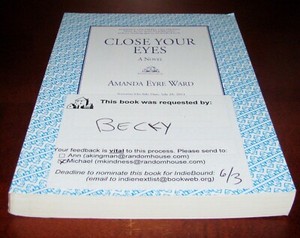 CLOSE YOUR
EYES
A NOVEL
AMANDA EYRE WARD
This book was requested by:
BECKY
Your feedback is vital to this process. Please send to:
Ann (akingman@randomhouse.com)
Michael (mkindness@randomhouse.com)
Deadline to nominate this book for IndieBound: 6/3
(email to indienextlist@bookweb.org)